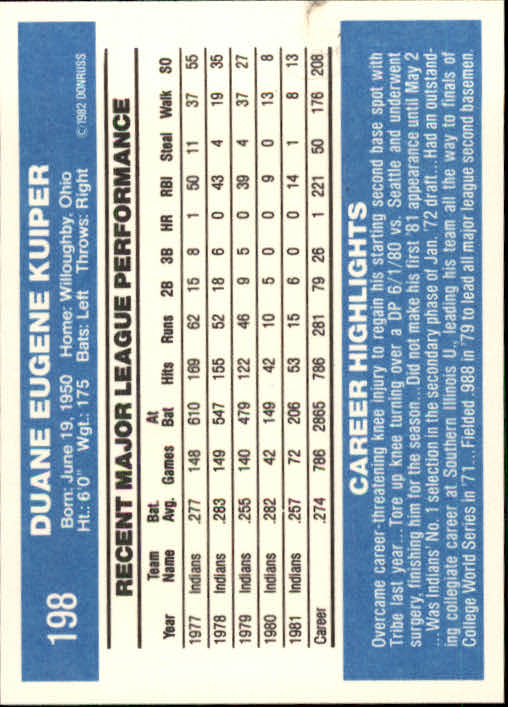 198
DUANE EUGENE KUIPER
Born: June 19, 1950 Home: Willoughby, Ohio
Ht.: 6'0" Wgt.: 175 Bats: Left Throws: Right
©1982 DONRUSS
RECENT MAJOR LEAGUE PERFORMANCE
Year Team Name Bat. Avg. Games At Bat Hits Runs 2B 3B HR RBI Steal Walk SO
1977 Indians .277 148 610 169 62 15 8 1 50 11 37 55
1978 Indians .283 149 547 155 52 18 6 0 43 4 19 35
1979 Indians .255 140 479 122 46 9 5 0 39 4 37 27
1980 Indians .282 42 149 42 10 5 0 0 9 0 13 8
1981 Indians .257 72 206 53 15 6 0 0 14 1 8 13
Career .274 786 2865 786 281 79 26 1 221 50 176 208
CAREER HIGHLIGHTS
Overcame career-threatening knee injury to regain his starting second base spot with
Tribe last year...Tore up knee turning over a DP 6/1/80 vs. Seattle and underwent
surgery, finishing him for the season...Did not make his first '81 appearance until May 2
...Was Indians' No. 1 selection in the secondary phase of Jan. '72 draft...Had an outstand-
ing collegiate career at Southern Illinois U., leading his team all the way to finals of
College World Series in '71...Fielded .988 in '79 to lead all major league second basemen.